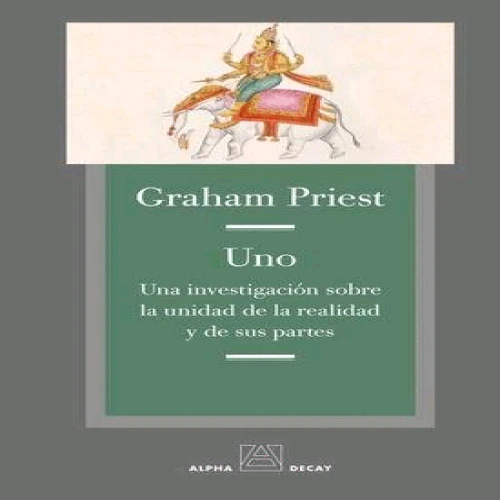 Graham Priest
Uno
Una investigación sobre
la unidad de la realidad
y de sus partes
ALPHA DECAY